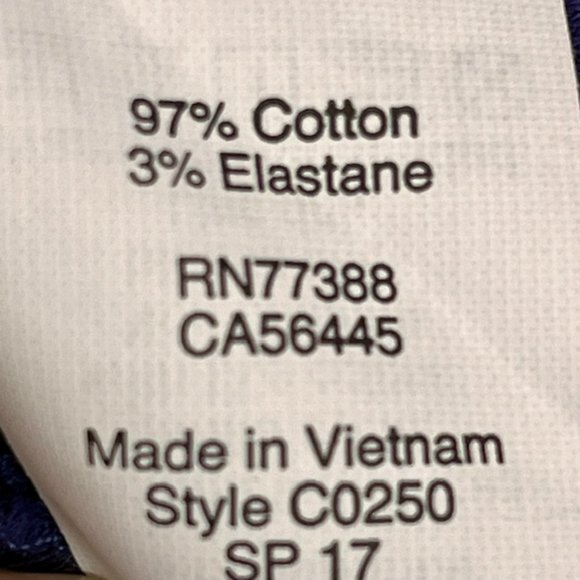 97% Cotton
3% Elastane
RN77388
CA56445
Made in Vietnam
Style C0250
SP 17